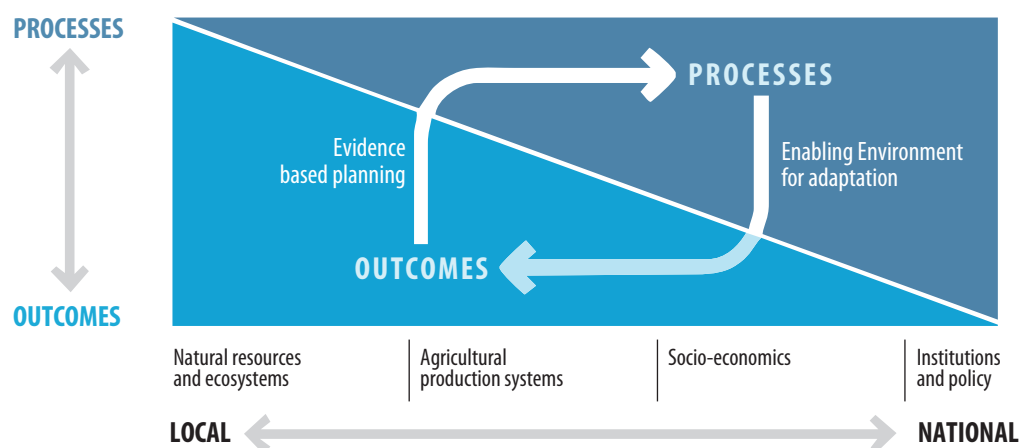 PROCESSES
PROCESSES
Evidence
based planning
Enabling Environment
for adaptation
OUTCOMES
OUTCOMES
Natural resources
and ecosystems
Agricultural
production systems
Socio-economics
Institutions
and policy
LOCAL
NATIONAL